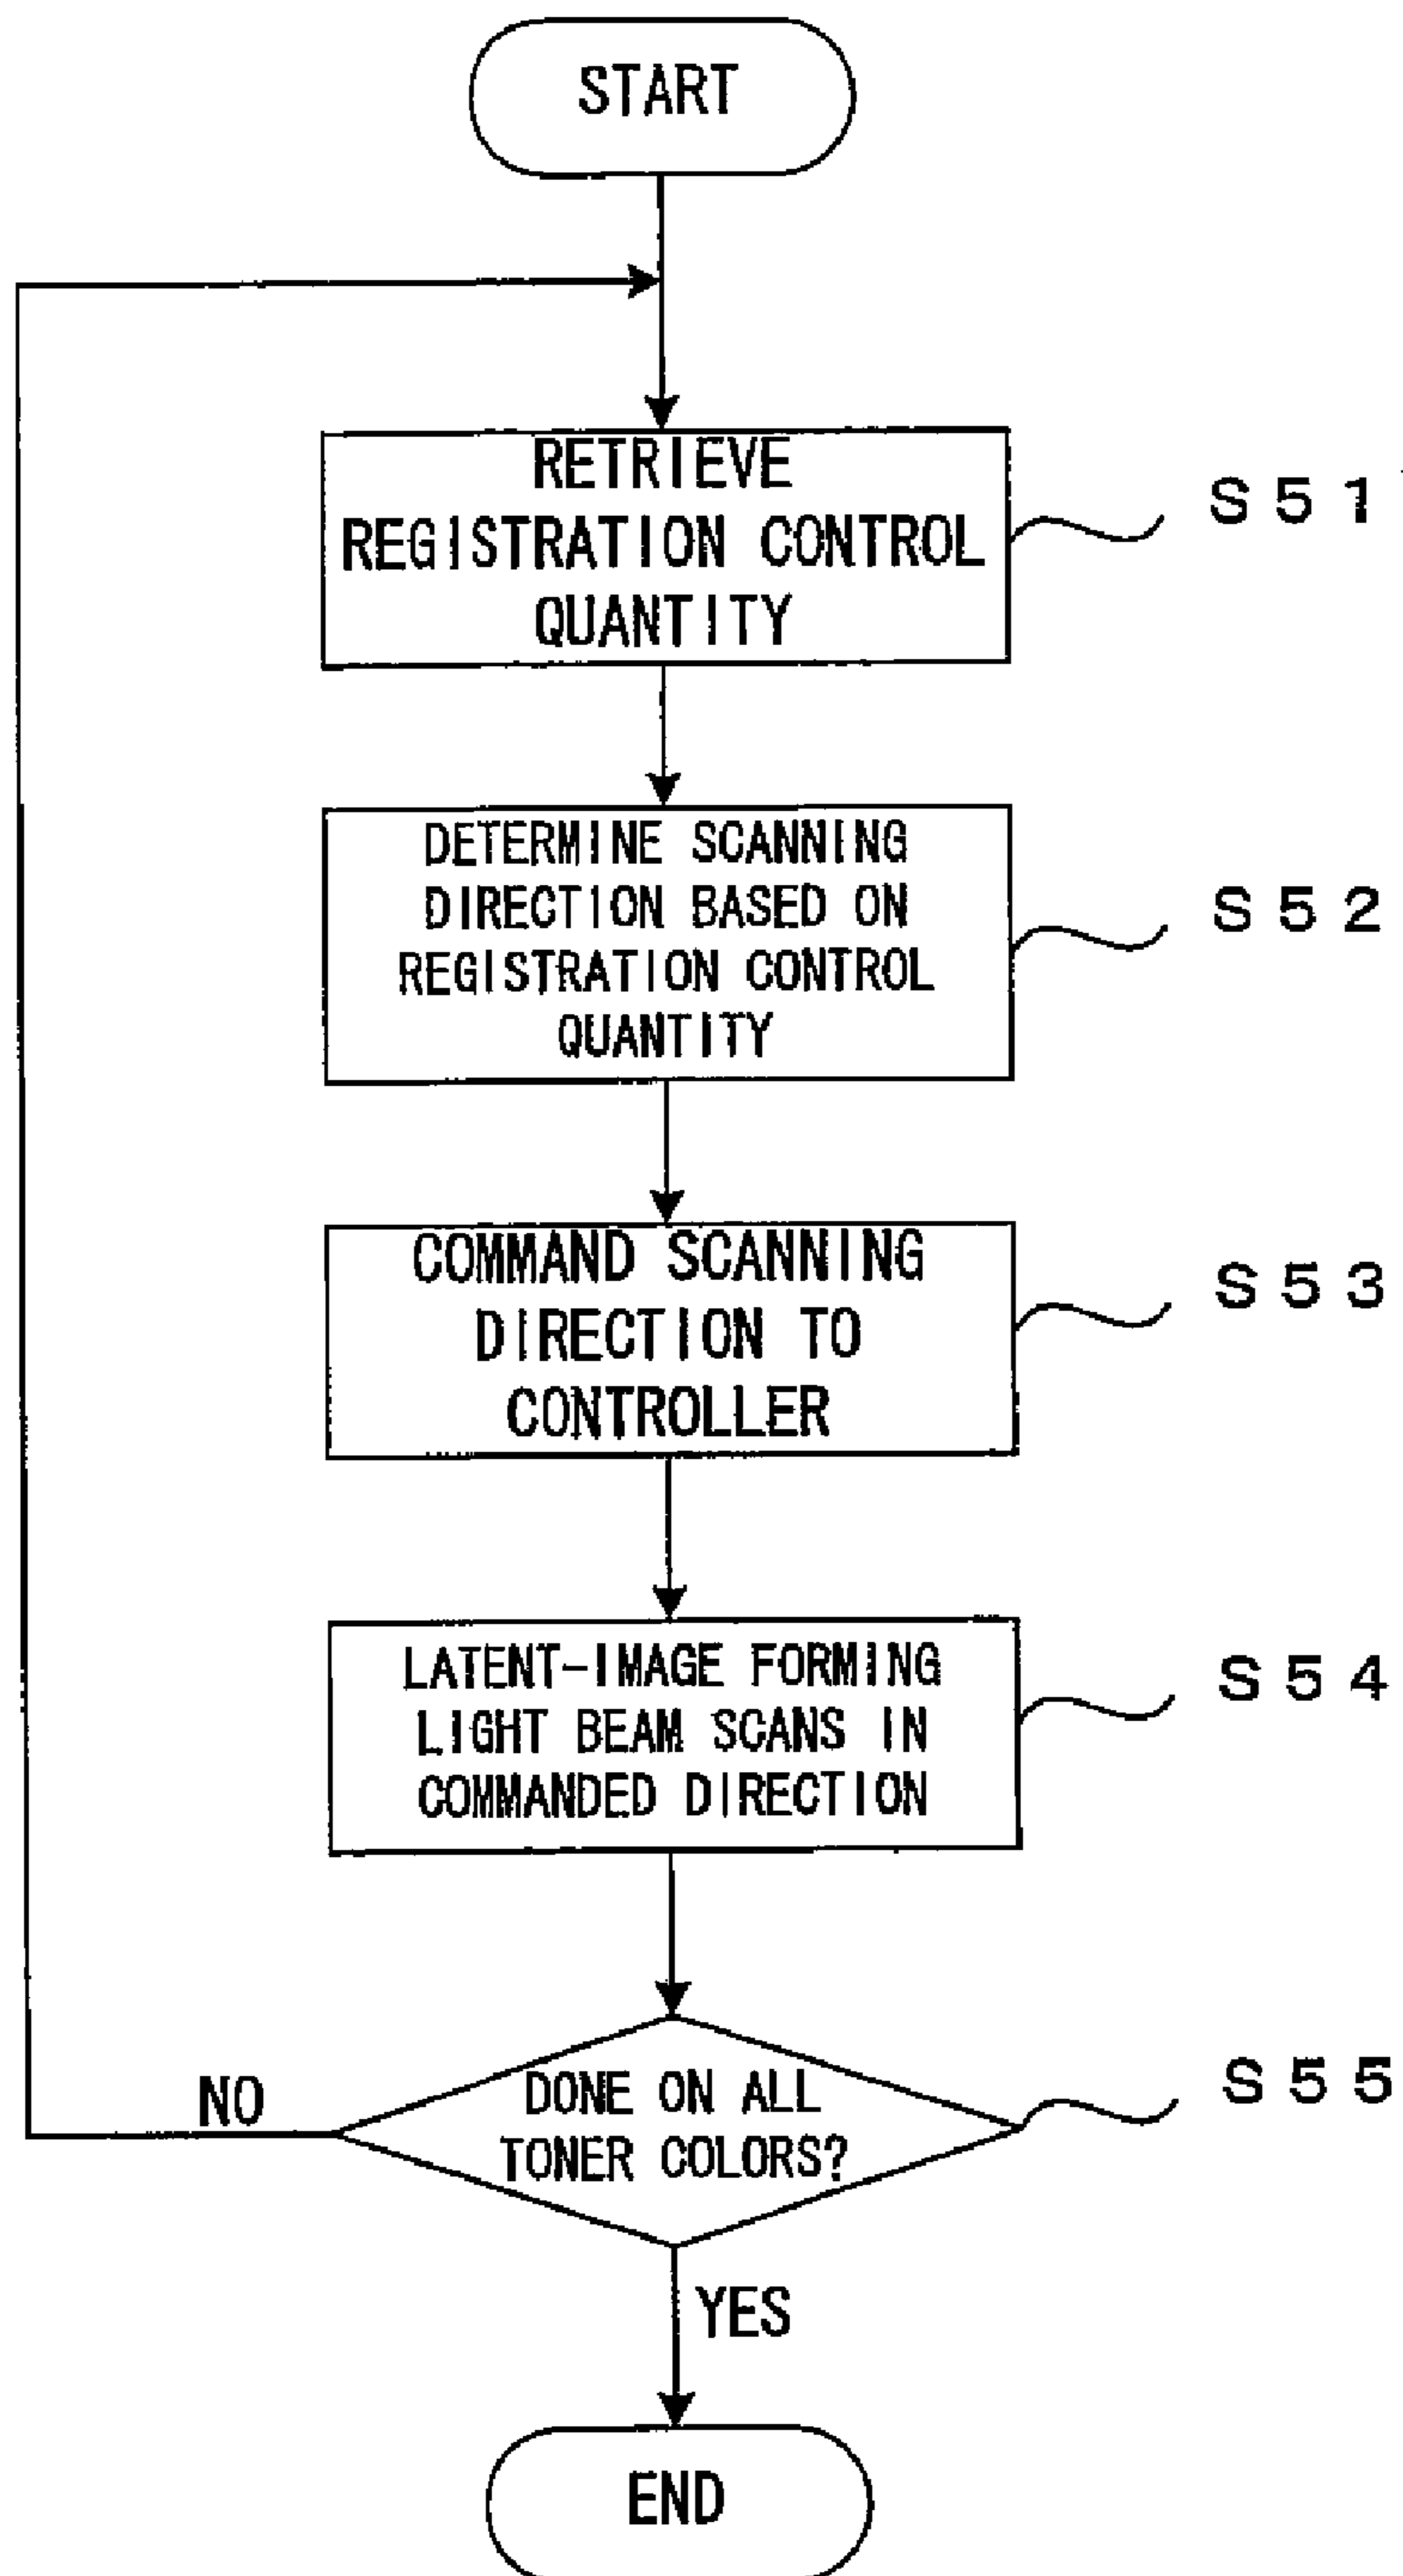 START
RETRIEVE
REGISTRATION CONTROL
QUANTITY
S51
DETERMINE SCANNING
DIRECTION BASED ON
REGISTRATION CONTROL
QUANTITY
S52
COMMAND SCANNING
DIRECTION TO
CONTROLLER
S53
LATENT-IMAGE FORMING
LIGHT BEAM SCANS IN
COMMANDED DIRECTION
S54
DONE ON ALL
TONER COLORS?
S55
NO
YES
END